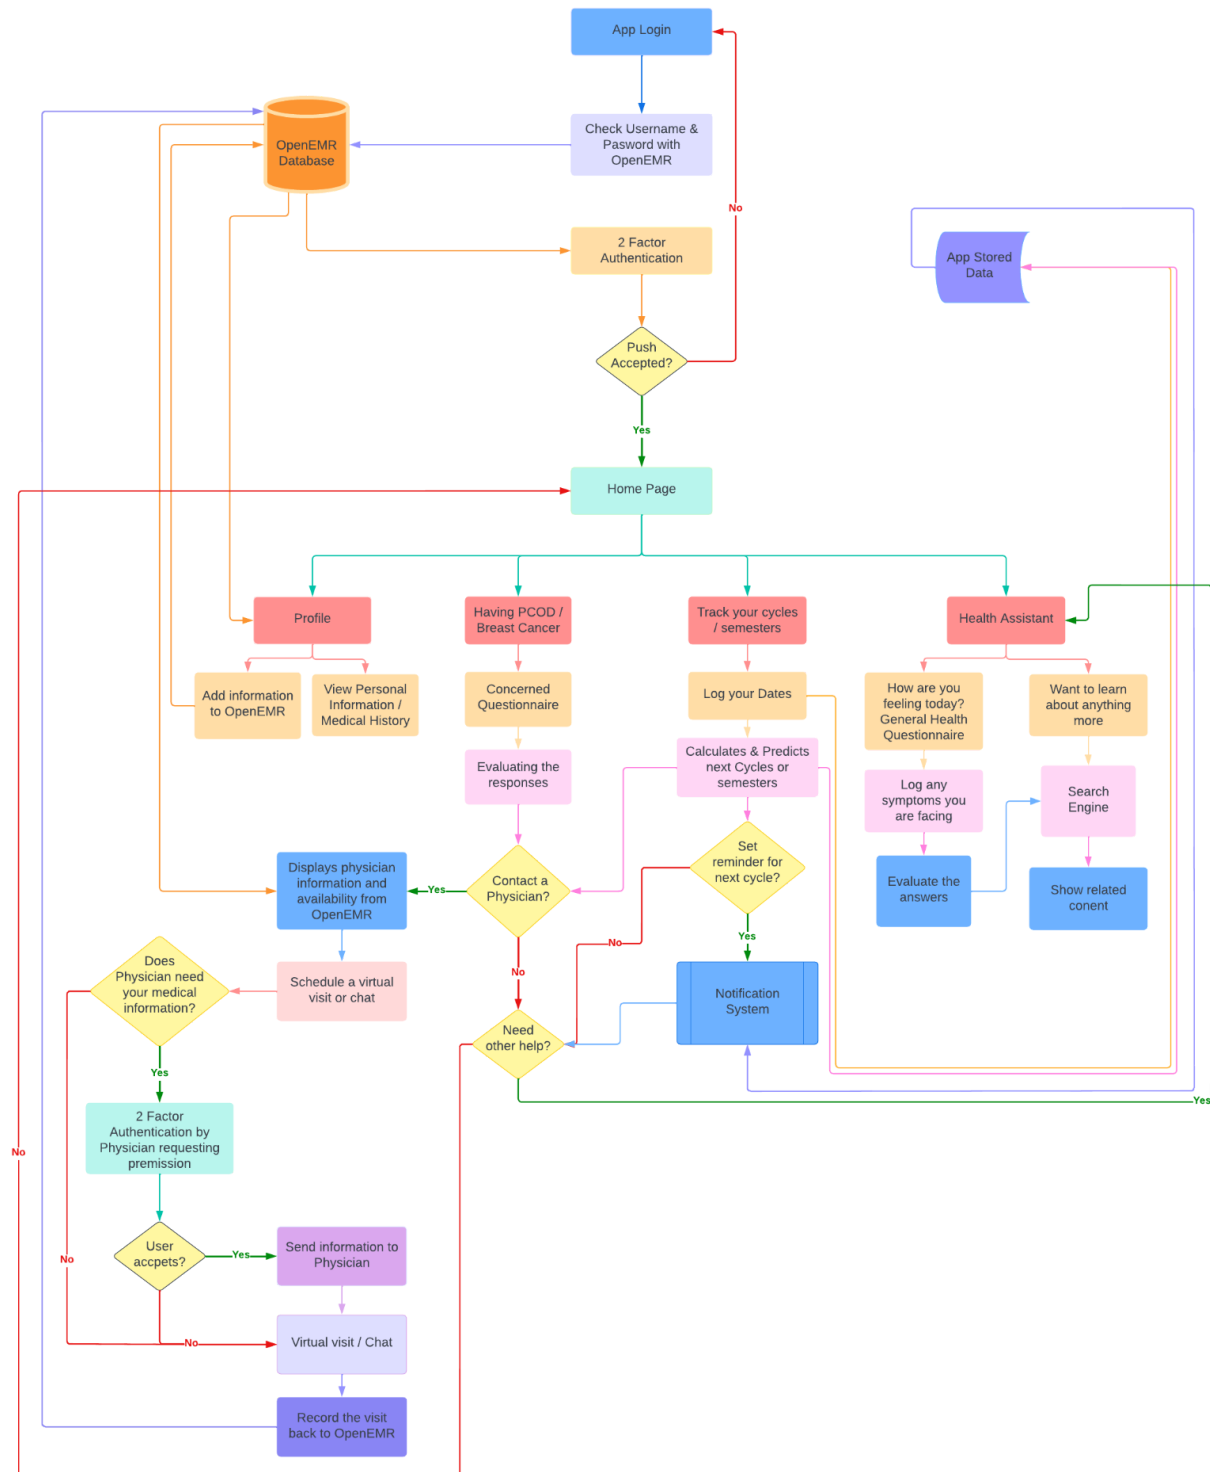 App Login
Check Username &
Pasword with
OpenEMR
OpenEMR
Database
No
2 Factor
Authentication
App Stored
Data
Push
Accepted?
Yes
Home Page
Profile
Having PCOD /
Breast Cancer
Track your cycles
/ semesters
Health Assistant
Add information
to OpenEMR
View Personal
Information /
Medical History
Concerned
Questionnaire
Log your Dates
How are you
feeling today?
General Health
Questionnaire
Want to learn
about anything
more
Evaluating the
responses
Calculates & Predicts
next Cycles or
semesters
Log any
symptoms you
are facing
Search
Engine
Displays physician
information and
availability from
OpenEMR
Yes
Contact a
Physician?
Set
reminder for
next cycle?
Evaluate the
answers
Show related
conent
No
Yes
Does
Physician need
your medical
information?
Schedule a virtual
visit or chat
No
Notification
System
Need
other help?
Yes
Yes
2 Factor
Authentication by
Physician requesting
premission
No
User
accpets?
Yes
Send information to
Physician
No
No
Virtual visit / Chat
Record the visit
back to OpenEMR